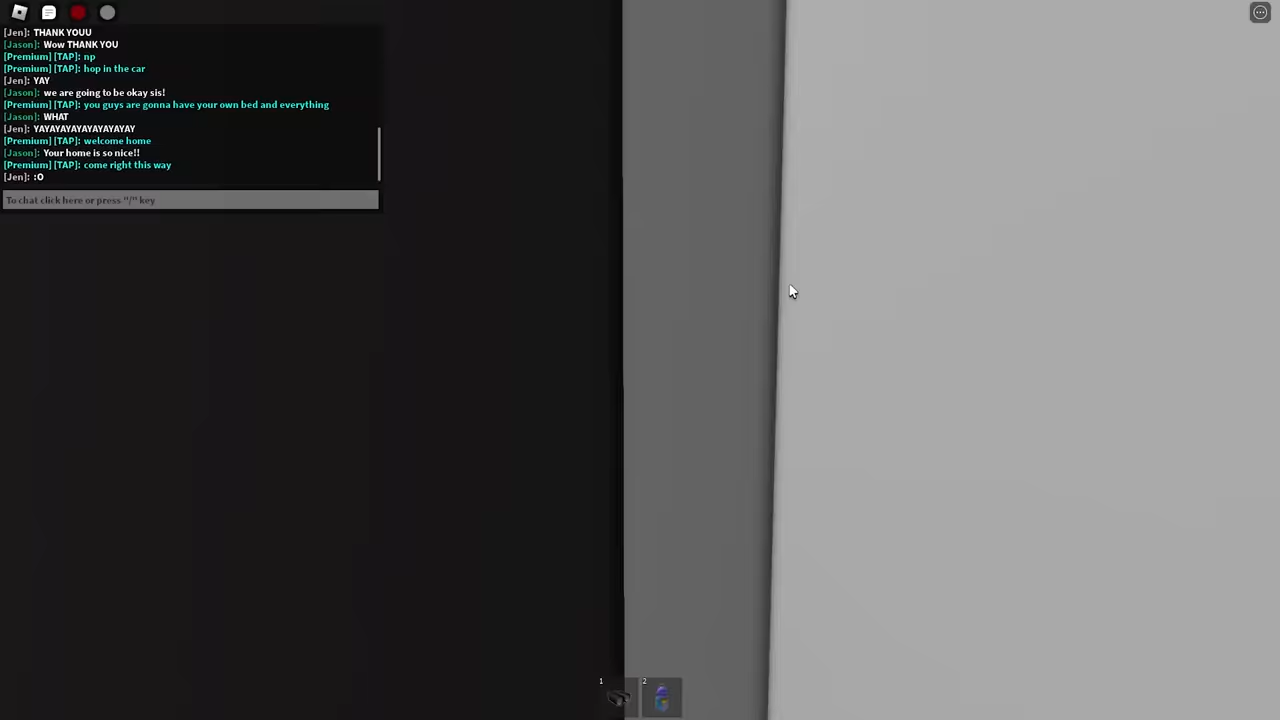 [Jen]: THANK YOUU
[Jason]: Wow THANK YOU
[Premium] [TAP]: np
[Premium] [TAP]: hop in the car
[Jen]: YAY
[Jason]: we are going to be okay sis!
[Premium] [TAP]: you guys are gonna have your own bed and everything
[Jason]: WHAT
[Jen]: YAYAYAYAYAYAYAYAY
[Premium] [TAP]: welcome home
[Jason]: Your home is so nice!!
[Premium] [TAP]: come right this way
[Jen]: :O
To chat click here or press "/" key
1 2